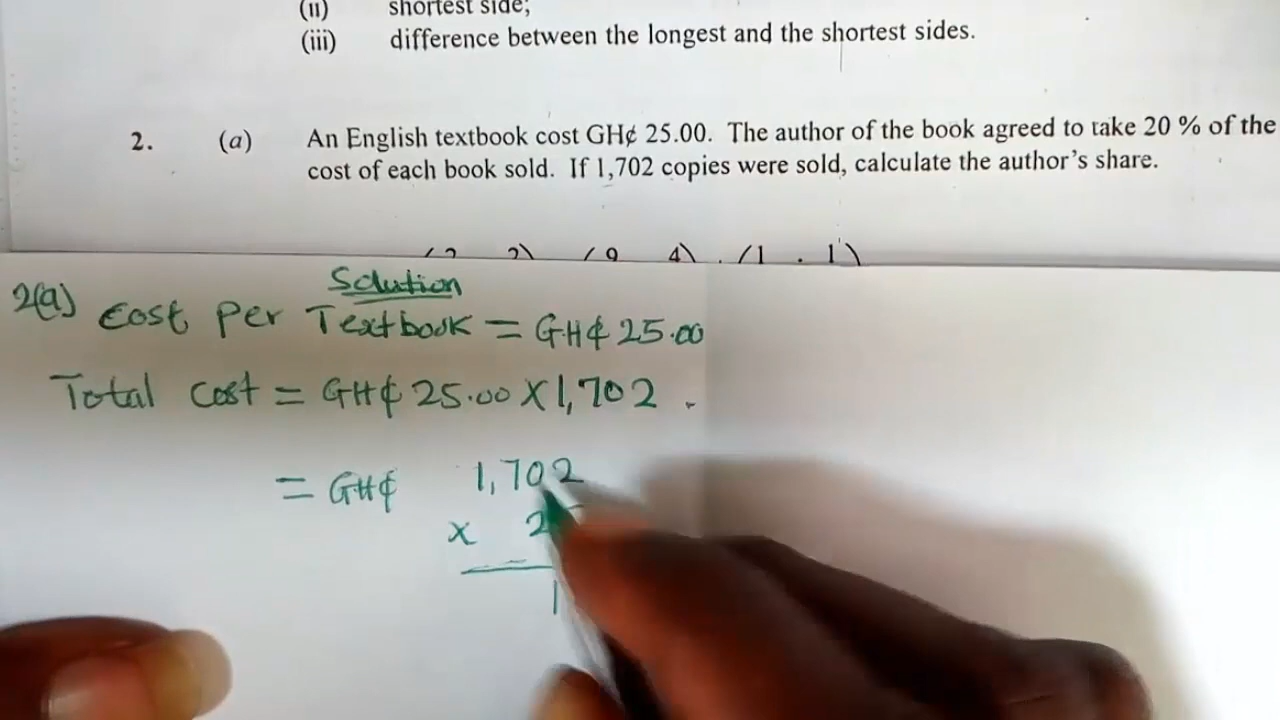 (ii) shortest side;
(iii) difference between the longest and the shortest sides.
2. (a) An English textbook cost GH¢ 25.00. The author of the book agreed to take 20 % of the
cost of each book sold. If 1,702 copies were sold, calculate the author's share.
Solution
2(a) Cost per Textbook = GH¢ 25.00
Total cost = GH¢ 25.00 X 1,702 .
= GH¢ 1,702
x 2
1